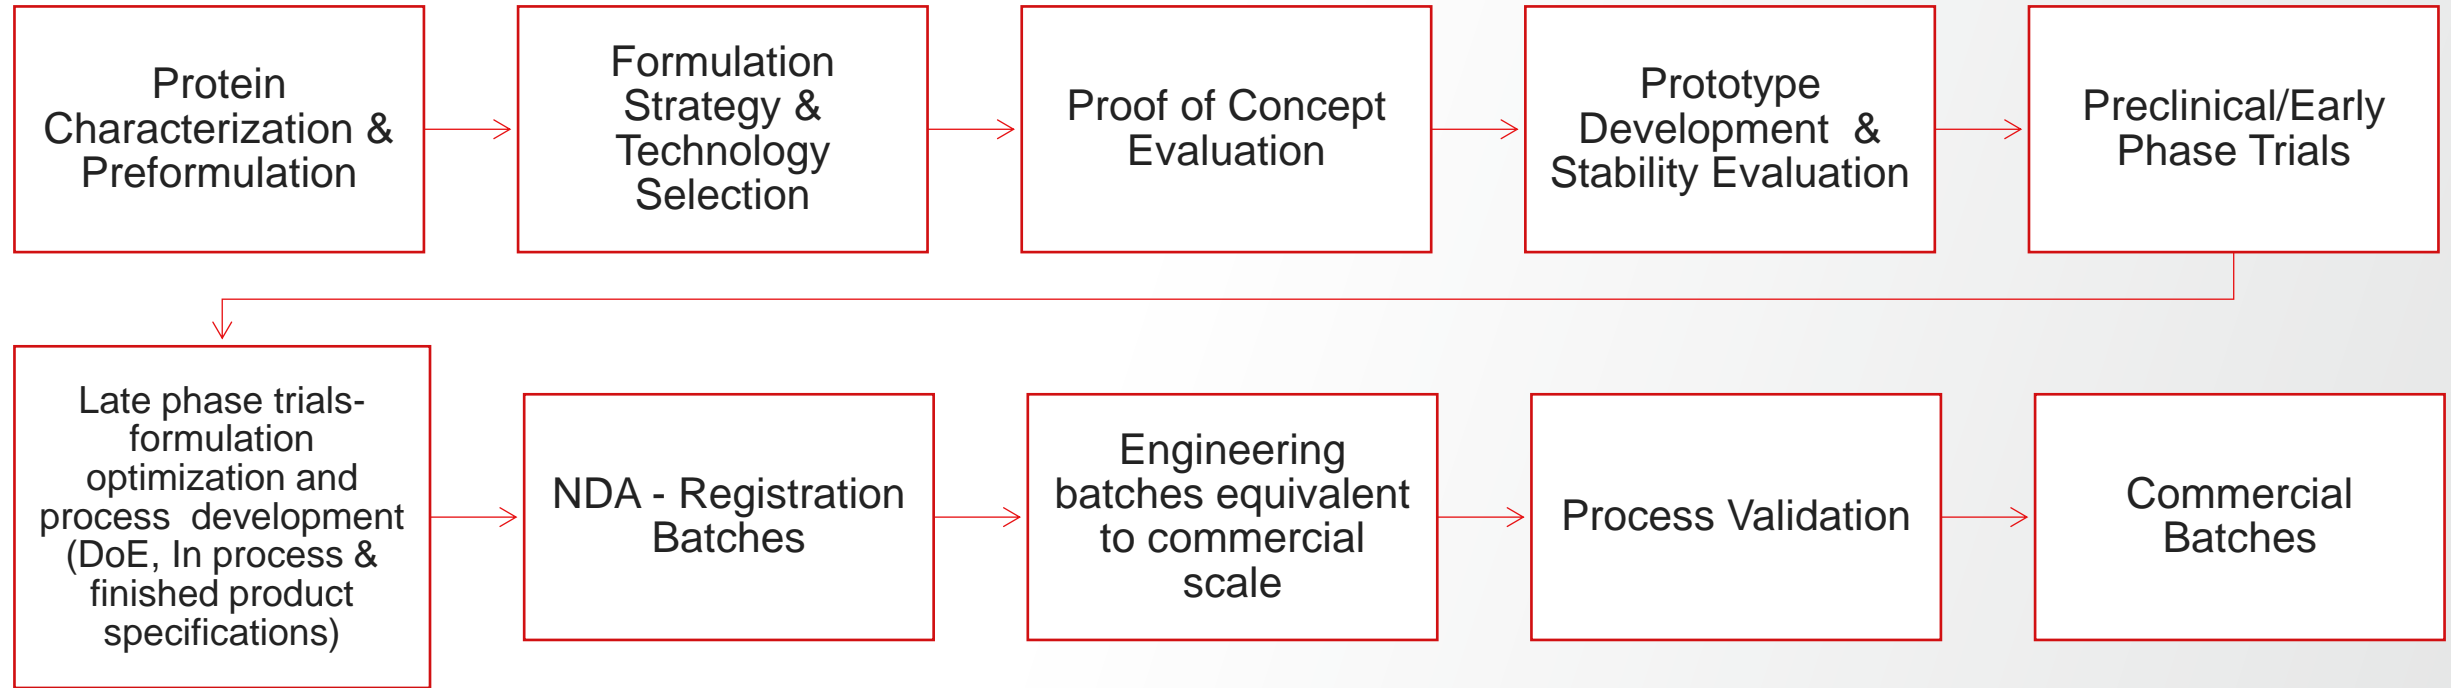 Protein
Characterization &
Preformulation
Formulation
Strategy &
Technology
Selection
Proof of Concept
Evaluation
Prototype
Development &
Stability Evaluation
Preclinical/Early
Phase Trials
Late phase trials-
formulation
optimization and
process development
(DoE, In process &
finished product
specifications)
NDA - Registration
Batches
Engineering
batches equivalent
to commercial
scale
Process Validation
Commercial
Batches